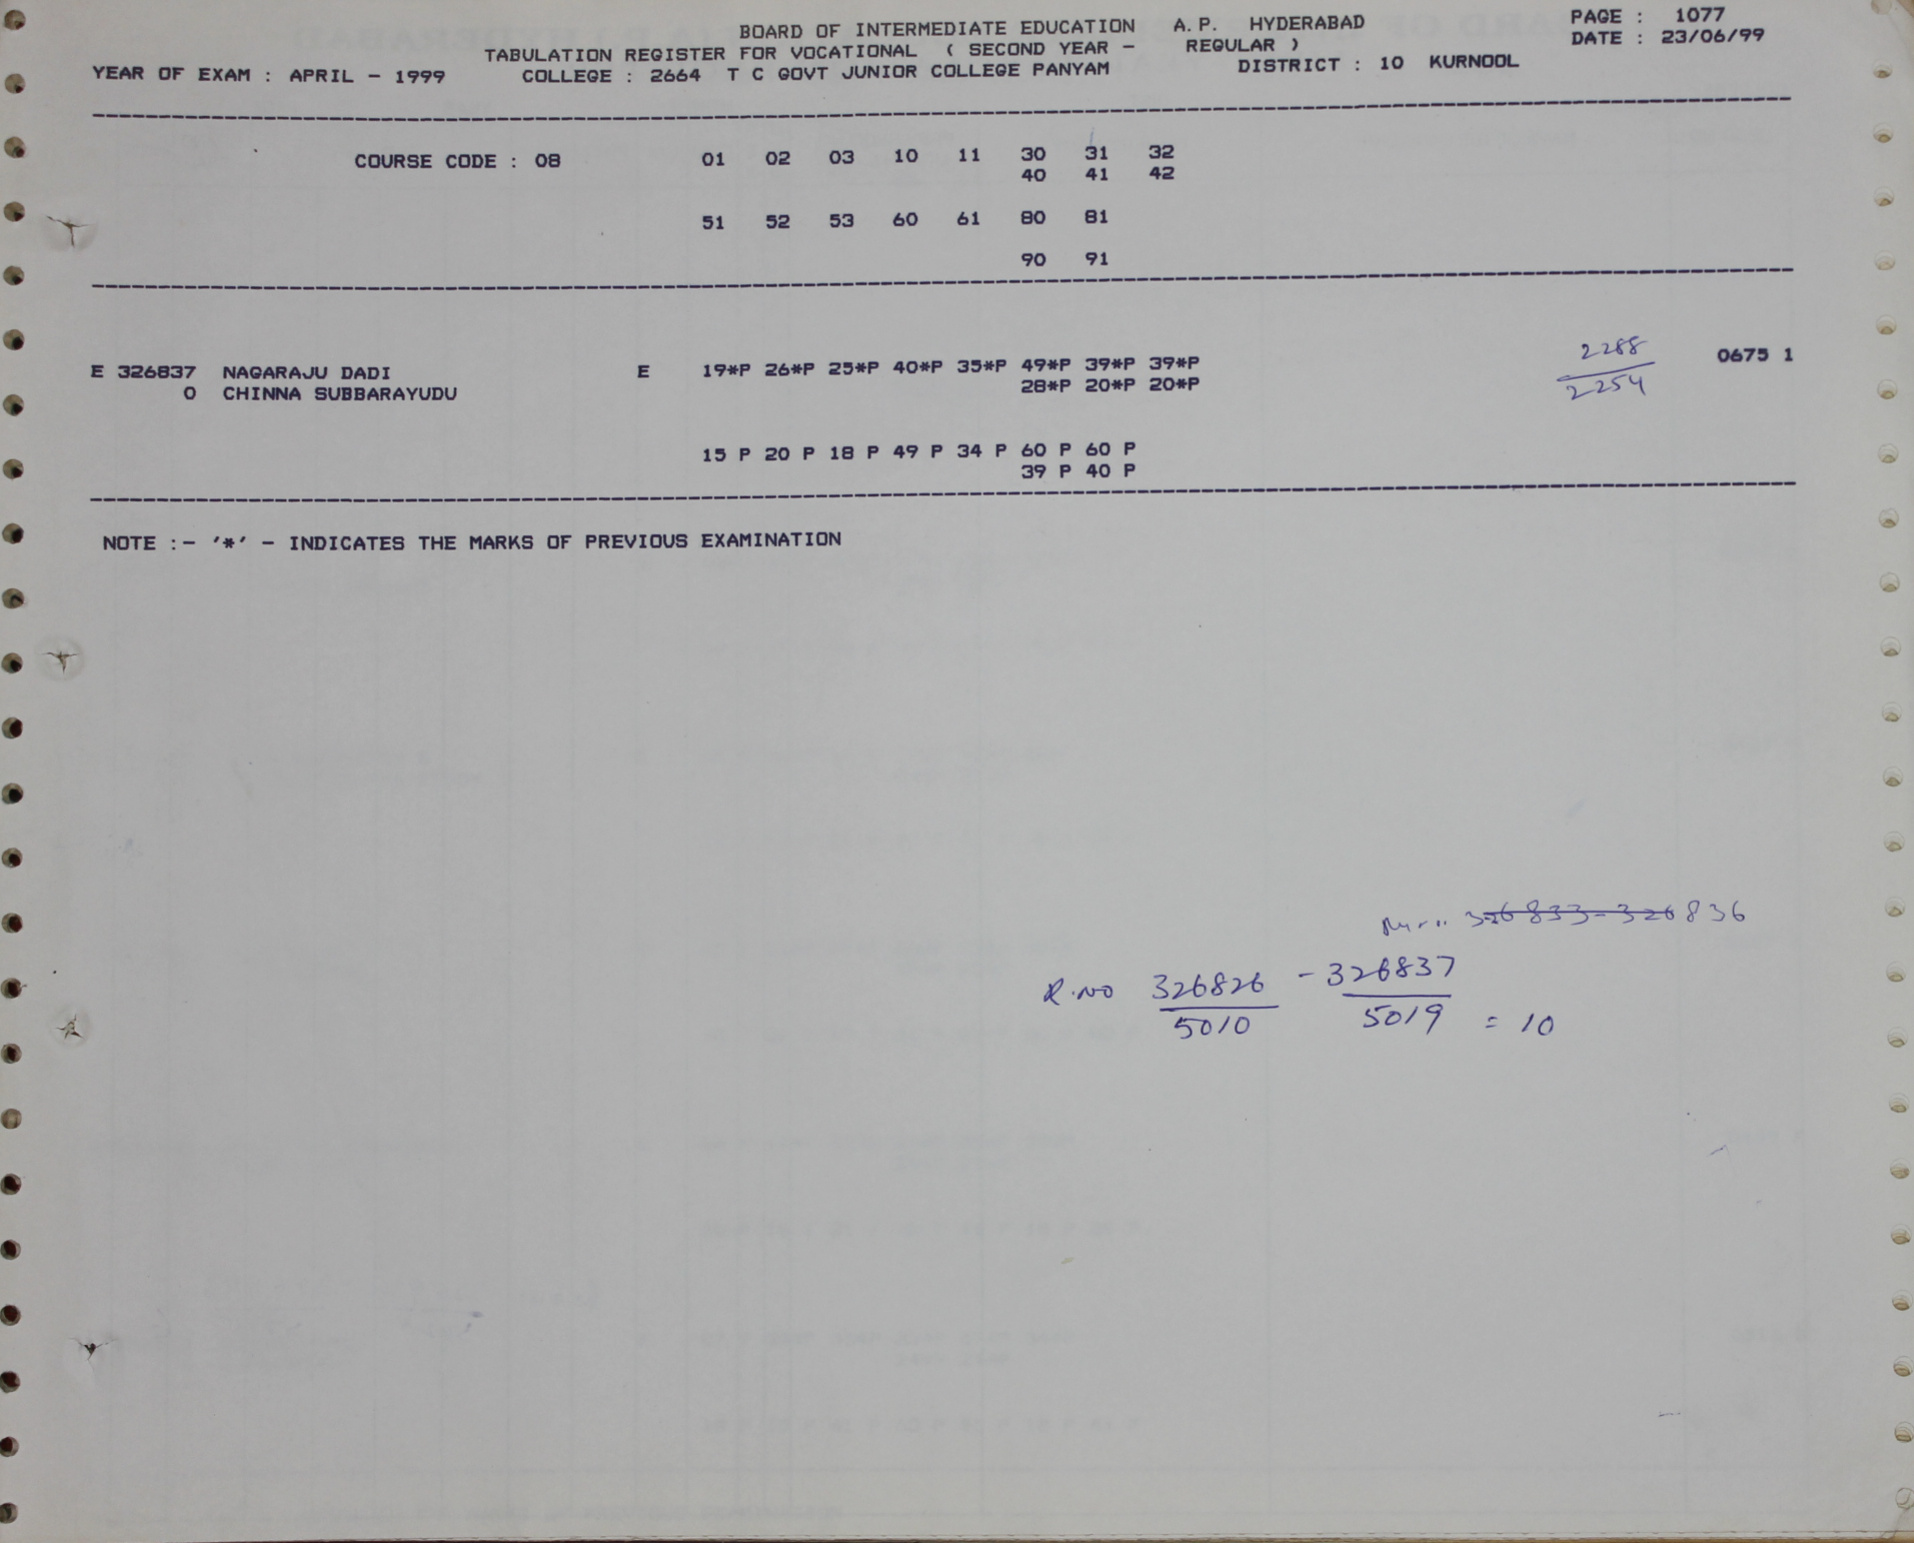 BOARD OF INTERMEDIATE EDUCATION A.P. HYDERABAD PAGE : 1077
TABULATION REGISTER FOR VOCATIONAL ( SECOND YEAR - REGULAR ) DATE : 23/06/99
YEAR OF EXAM : APRIL - 1999 COLLEGE : 2664 T C GOVT JUNIOR COLLEGE PANYAM DISTRICT : 10 KURNOOL
COURSE CODE : 08 01 02 03 10 11 30 31 32
40 41 42
51 52 53 60 61 80 81
90 91
2288
E 326837 NAGARAJU DADI E 19*P 26*P 25*P 40*P 35*P 49*P 39*P 39*P 0675 1
0 CHINNA SUBBARAYUDU 28*P 20*P 20*P 2254
15 P 20 P 18 P 49 P 34 P 60 P 60 P
39 P 40 P
NOTE :- '*' - INDICATES THE MARKS OF PREVIOUS EXAMINATION
326833-326836
R.NO 326826 - 326837
5010 5019 = 10